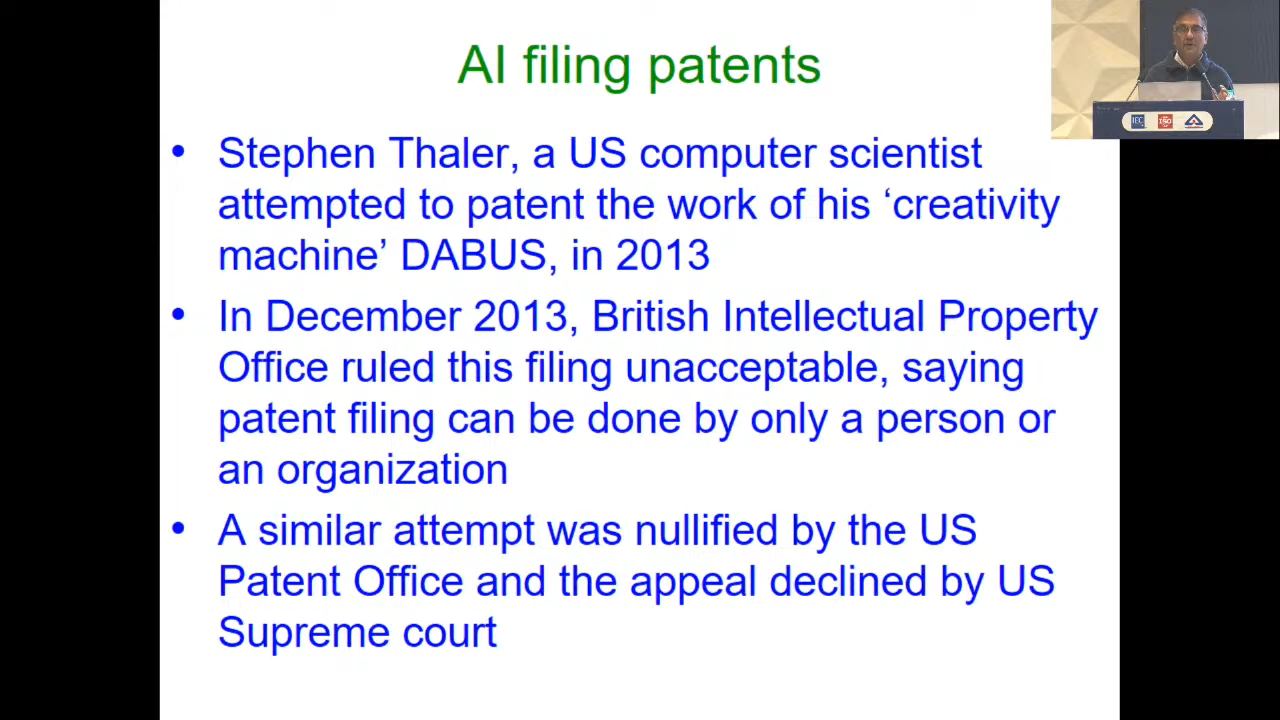 AI filing patents
• Stephen Thaler, a US computer scientist
attempted to patent the work of his ‘creativity
machine’ DABUS, in 2013
• In December 2013, British Intellectual Property
Office ruled this filing unacceptable, saying
patent filing can be done by only a person or
an organization
• A similar attempt was nullified by the US
Patent Office and the appeal declined by US
Supreme court
IEC ISO